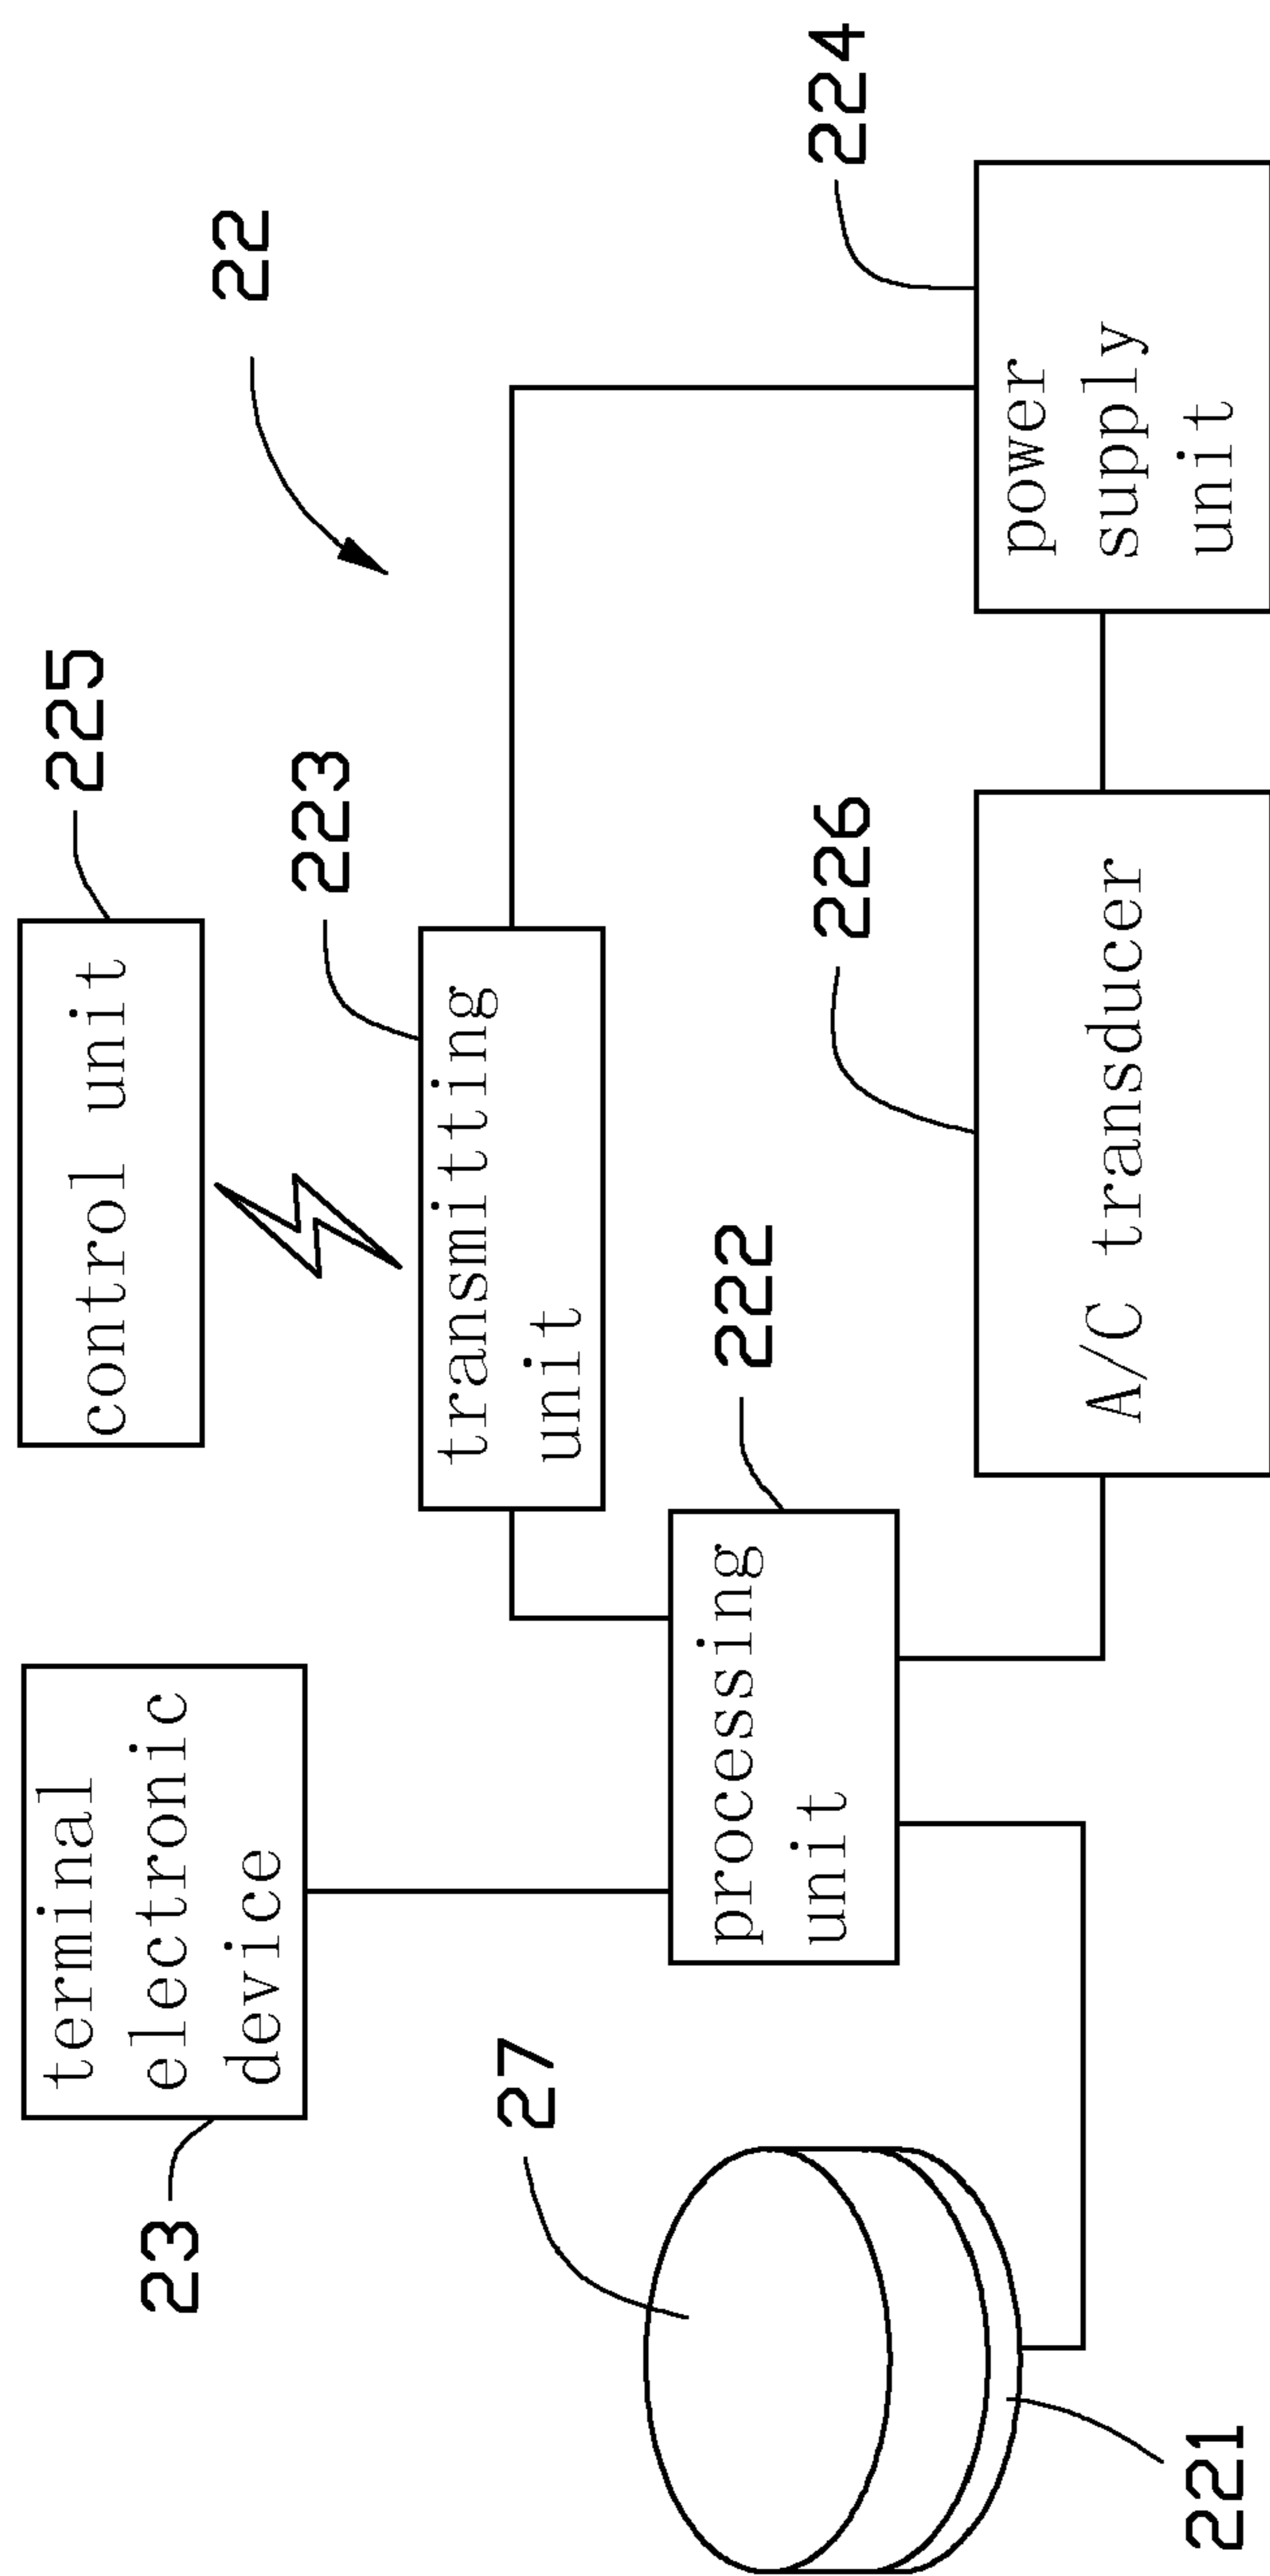 22
224
225
223
226
222
23
27
221
control unit
transmitting
unit
power
supply
unit
A/C transducer
processing
unit
terminal
electronic
device